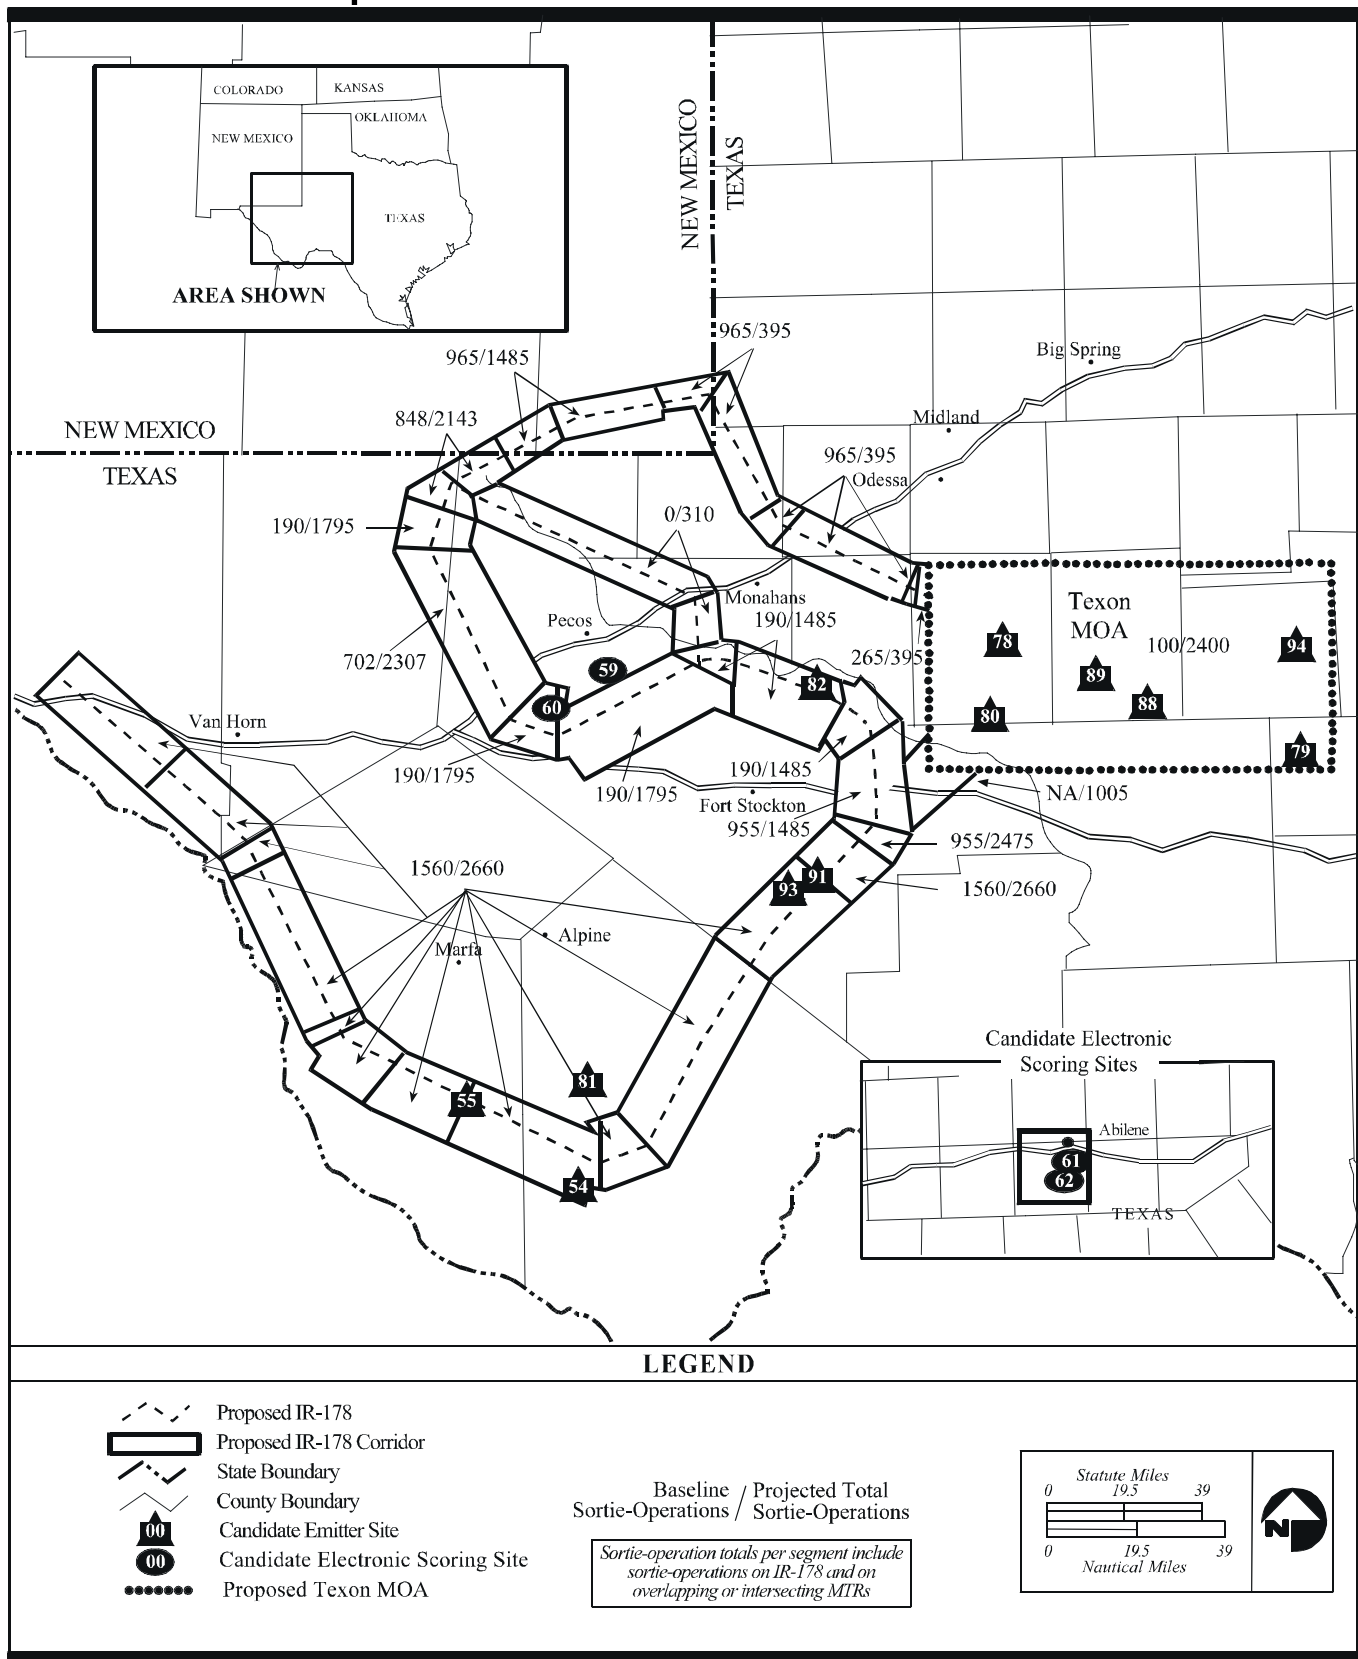 COLORADO
KANSAS
NEW MEXICO
OKLAHOMA
TEXAS
AREA SHOWN
NEW MEXICO
TEXAS
965/395
965/1485
Big Spring
848/2143
Midland
NEW MEXICO
TEXAS
965/395
Odessa
190/1795
0/310
Monahans
Texon
MOA
Pecos
190/1485
78
100/2400
94
702/2307
59
265/395
89
82
88
60
80
Van Horn
79
190/1795
190/1485
190/1795
NA/1005
Fort Stockton
955/1485
955/2475
1560/2660
91
93
1560/2660
Alpine
Marfa
Candidate Electronic
Scoring Sites
81
55
Abilene
61
62
54
TEXAS
LEGEND
Proposed IR-178
Proposed IR-178 Corridor
State Boundary
County Boundary
00
Candidate Emitter Site
00
Candidate Electronic Scoring Site
Proposed Texon MOA
Baseline / Projected Total
Sortie-Operations / Sortie-Operations
Sortie-operation totals per segment include
sortie-operations on IR-178 and on
overlapping or intersecting MTRs
Statute Miles
0 19.5 39
0 19.5 39
Nautical Miles
N